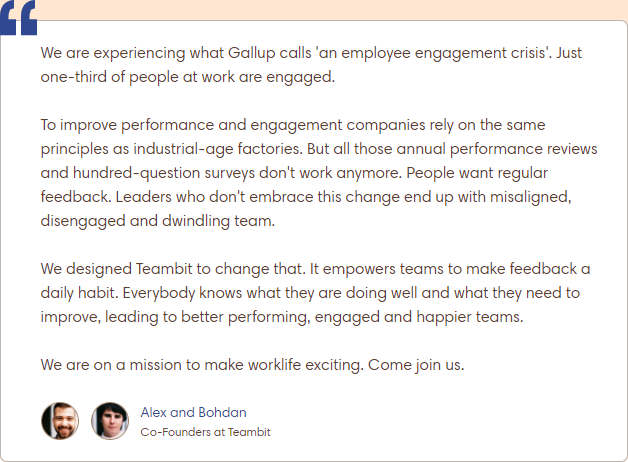 We are experiencing what Gallup calls 'an employee engagement crisis'. Just
one-third of people at work are engaged.
To improve performance and engagement companies rely on the same
principles as industrial-age factories. But all those annual performance reviews
and hundred-question surveys don't work anymore. People want regular
feedback. Leaders who don't embrace this change end up with misaligned,
disengaged and dwindling team.
We designed Teambit to change that. It empowers teams to make feedback a
daily habit. Everybody knows what they are doing well and what they need to
improve, leading to better performing, engaged and happier teams.
We are on a mission to make worklife exciting. Come join us.
Alex and Bohdan
Co-Founders at Teambit